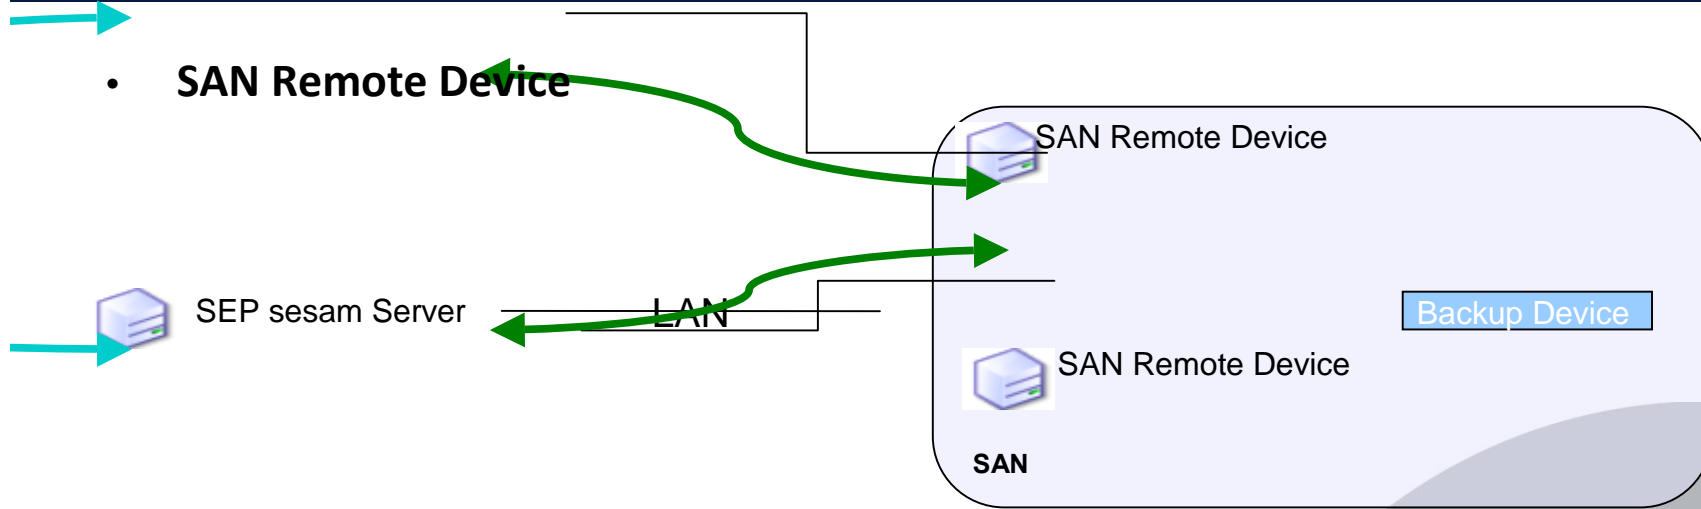 • SAN Remote Device
SAN Remote Device
SEP sesam Server
LAN
Backup Device
SAN Remote Device
SAN